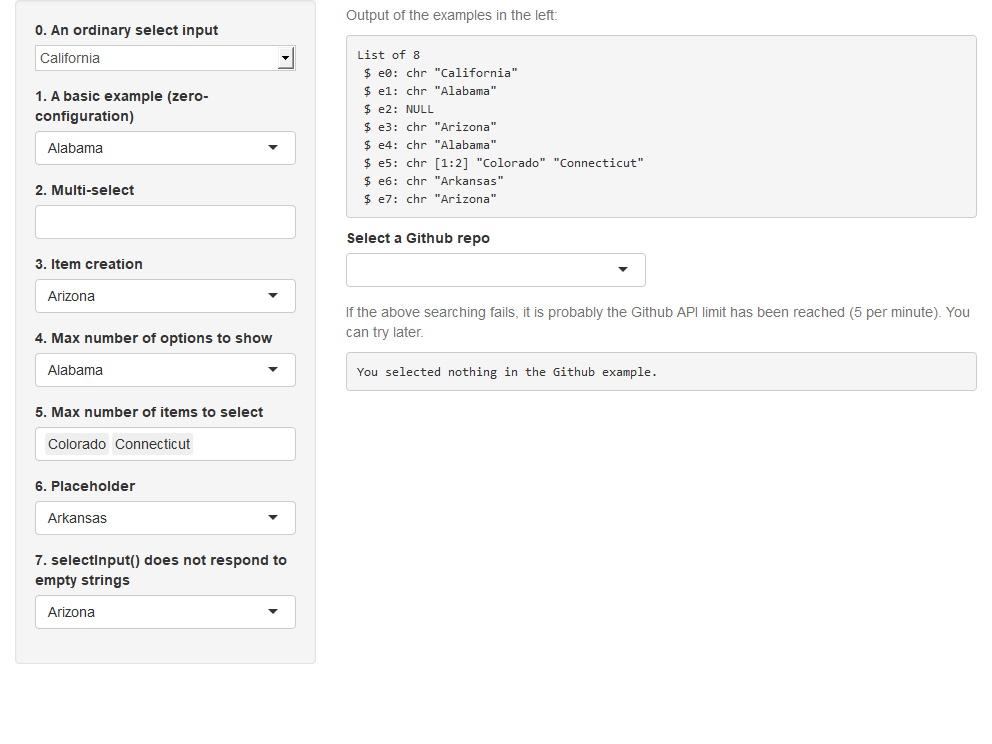 0. An ordinary select input
California
1. A basic example (zero-
configuration)
Alabama
2. Multi-select
3. Item creation
Arizona
4. Max number of options to show
Alabama
5. Max number of items to select
Colorado Connecticut
6. Placeholder
Arkansas
7. selectInput() does not respond to
empty strings
Arizona
Output of the examples in the left:
List of 8
 $ e0: chr "California"
 $ e1: chr "Alabama"
 $ e2: NULL
 $ e3: chr "Arizona"
 $ e4: chr "Alabama"
 $ e5: chr [1:2] "Colorado" "Connecticut"
 $ e6: chr "Arkansas"
 $ e7: chr "Arizona"
Select a Github repo
If the above searching fails, it is probably the Github API limit has been reached (5 per minute). You
can try later.
You selected nothing in the Github example.